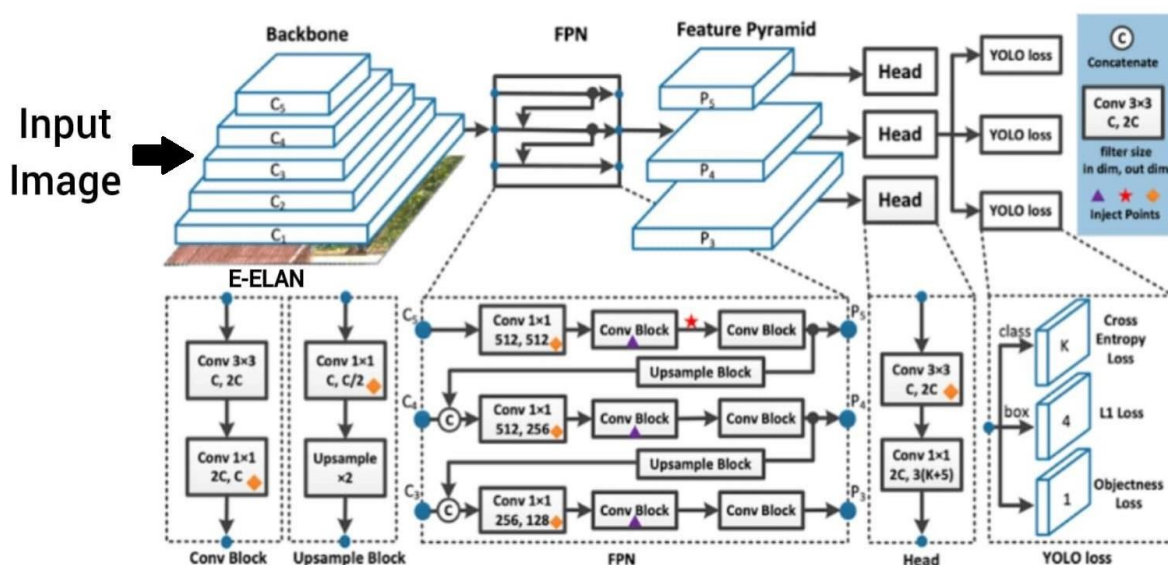 Input
Image
Backbone
C5
C4
C3
C2
C1
E-ELAN
FPN
Feature Pyramid
P5
P4
P3
Head
Head
Head
YOLO loss
YOLO loss
YOLO loss
C
Concatenate
Conv 3×3
C, 2C
filter size
in dim, out dim
Inject Points
Conv 3×3
C, 2C
Conv 1×1
2C, C
Conv Block
Conv 1×1
C, C/2
Upsample
×2
Upsample Block
C5
Conv 1×1
512, 512
Conv Block
Conv Block
P5
Upsample Block
C4
C
Conv 1×1
512, 256
Conv Block
Conv Block
P4
Upsample Block
C3
C
Conv 1×1
256, 128
Conv Block
Conv Block
P3
FPN
Conv 3×3
C, 2C
Conv 1×1
2C, 3(K+5)
Head
class
K
Cross
Entropy
Loss
box
4
L1 Loss
1
Objectness
Loss
YOLO loss